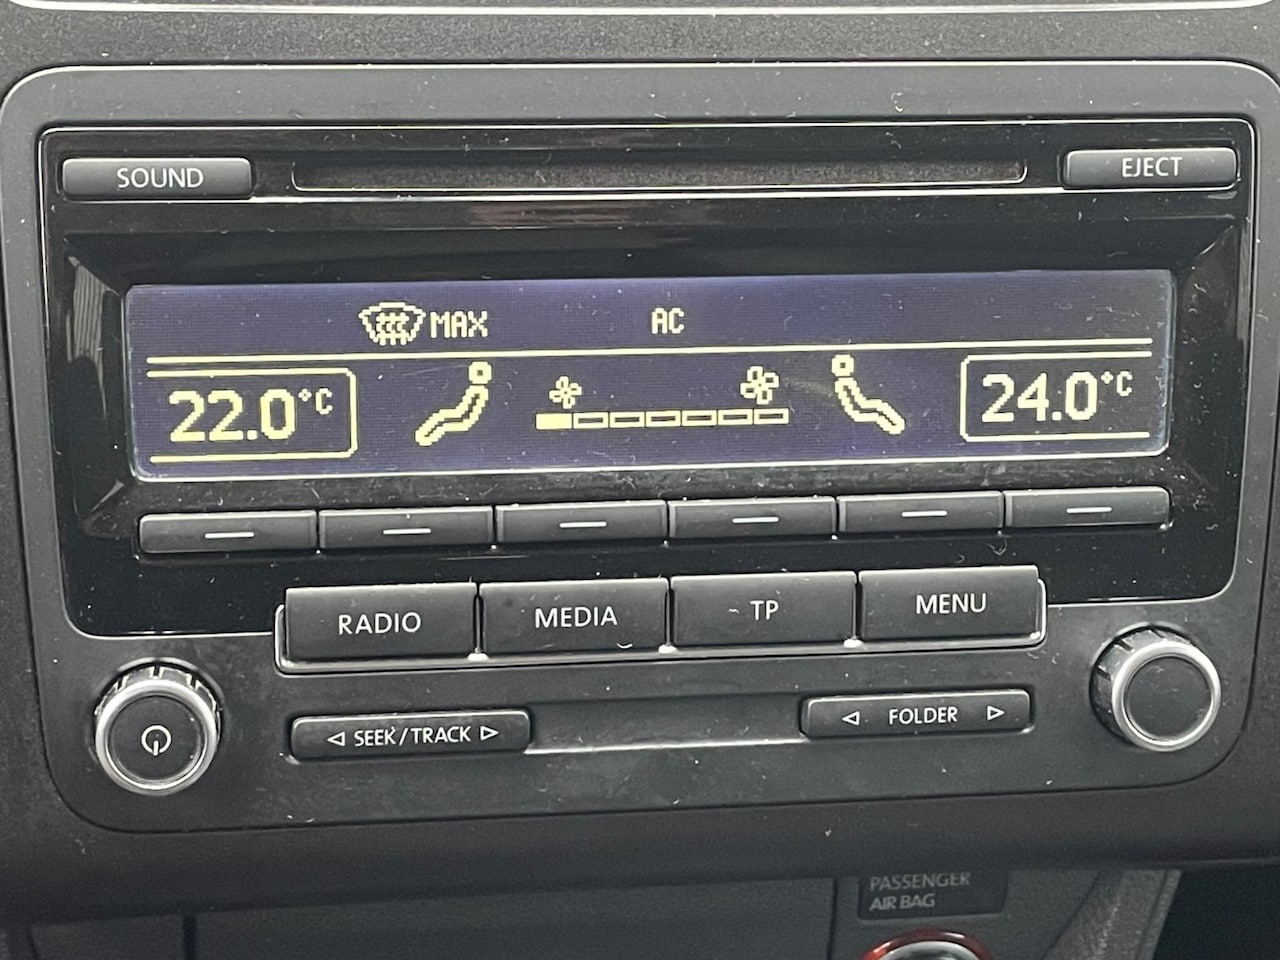 SOUND
EJECT
MAX AC
22.0°C
24.0°C
RADIO MEDIA TP MENU
SEEK/TRACK
FOLDER
PASSENGER
AIR BAG